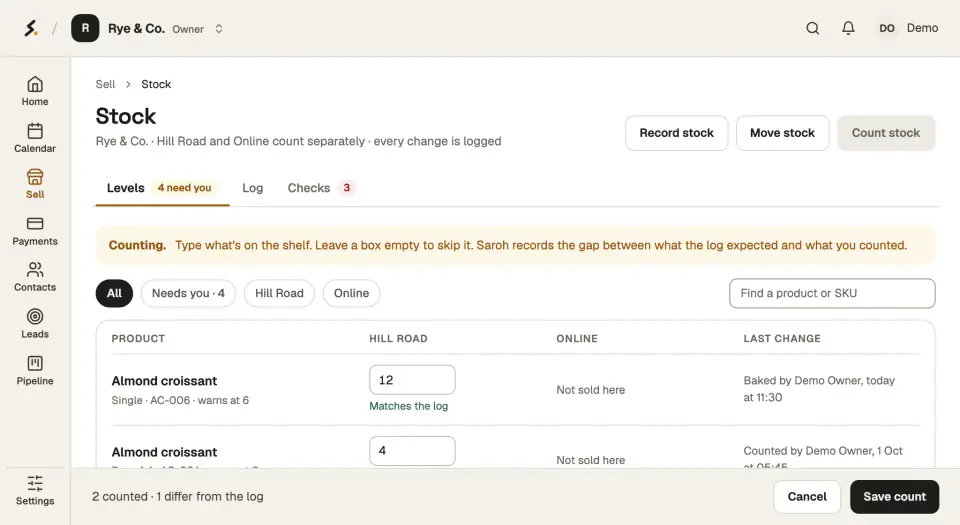 R Rye & Co. Owner
DO Demo
Home
Calendar
Sell
Payments
Contacts
Leads
Pipeline
Settings
Sell > Stock
Stock
Rye & Co. · Hill Road and Online count separately · every change is logged
Record stock Move stock Count stock
Levels 4 need you Log Checks 3
Counting. Type what's on the shelf. Leave a box empty to skip it. Saroh records the gap between what the log expected and what you counted.
All Needs you · 4 Hill Road Online Find a product or SKU
PRODUCT HILL ROAD ONLINE LAST CHANGE
Almond croissant
Single · AC-006 · warns at 6
12
Matches the log
Not sold here
Baked by Demo Owner, today
at 11:30
Almond croissant
4
Not sold here
Counted by Demo Owner, 1 Oct
at 05:45
2 counted · 1 differ from the log
Cancel Save count